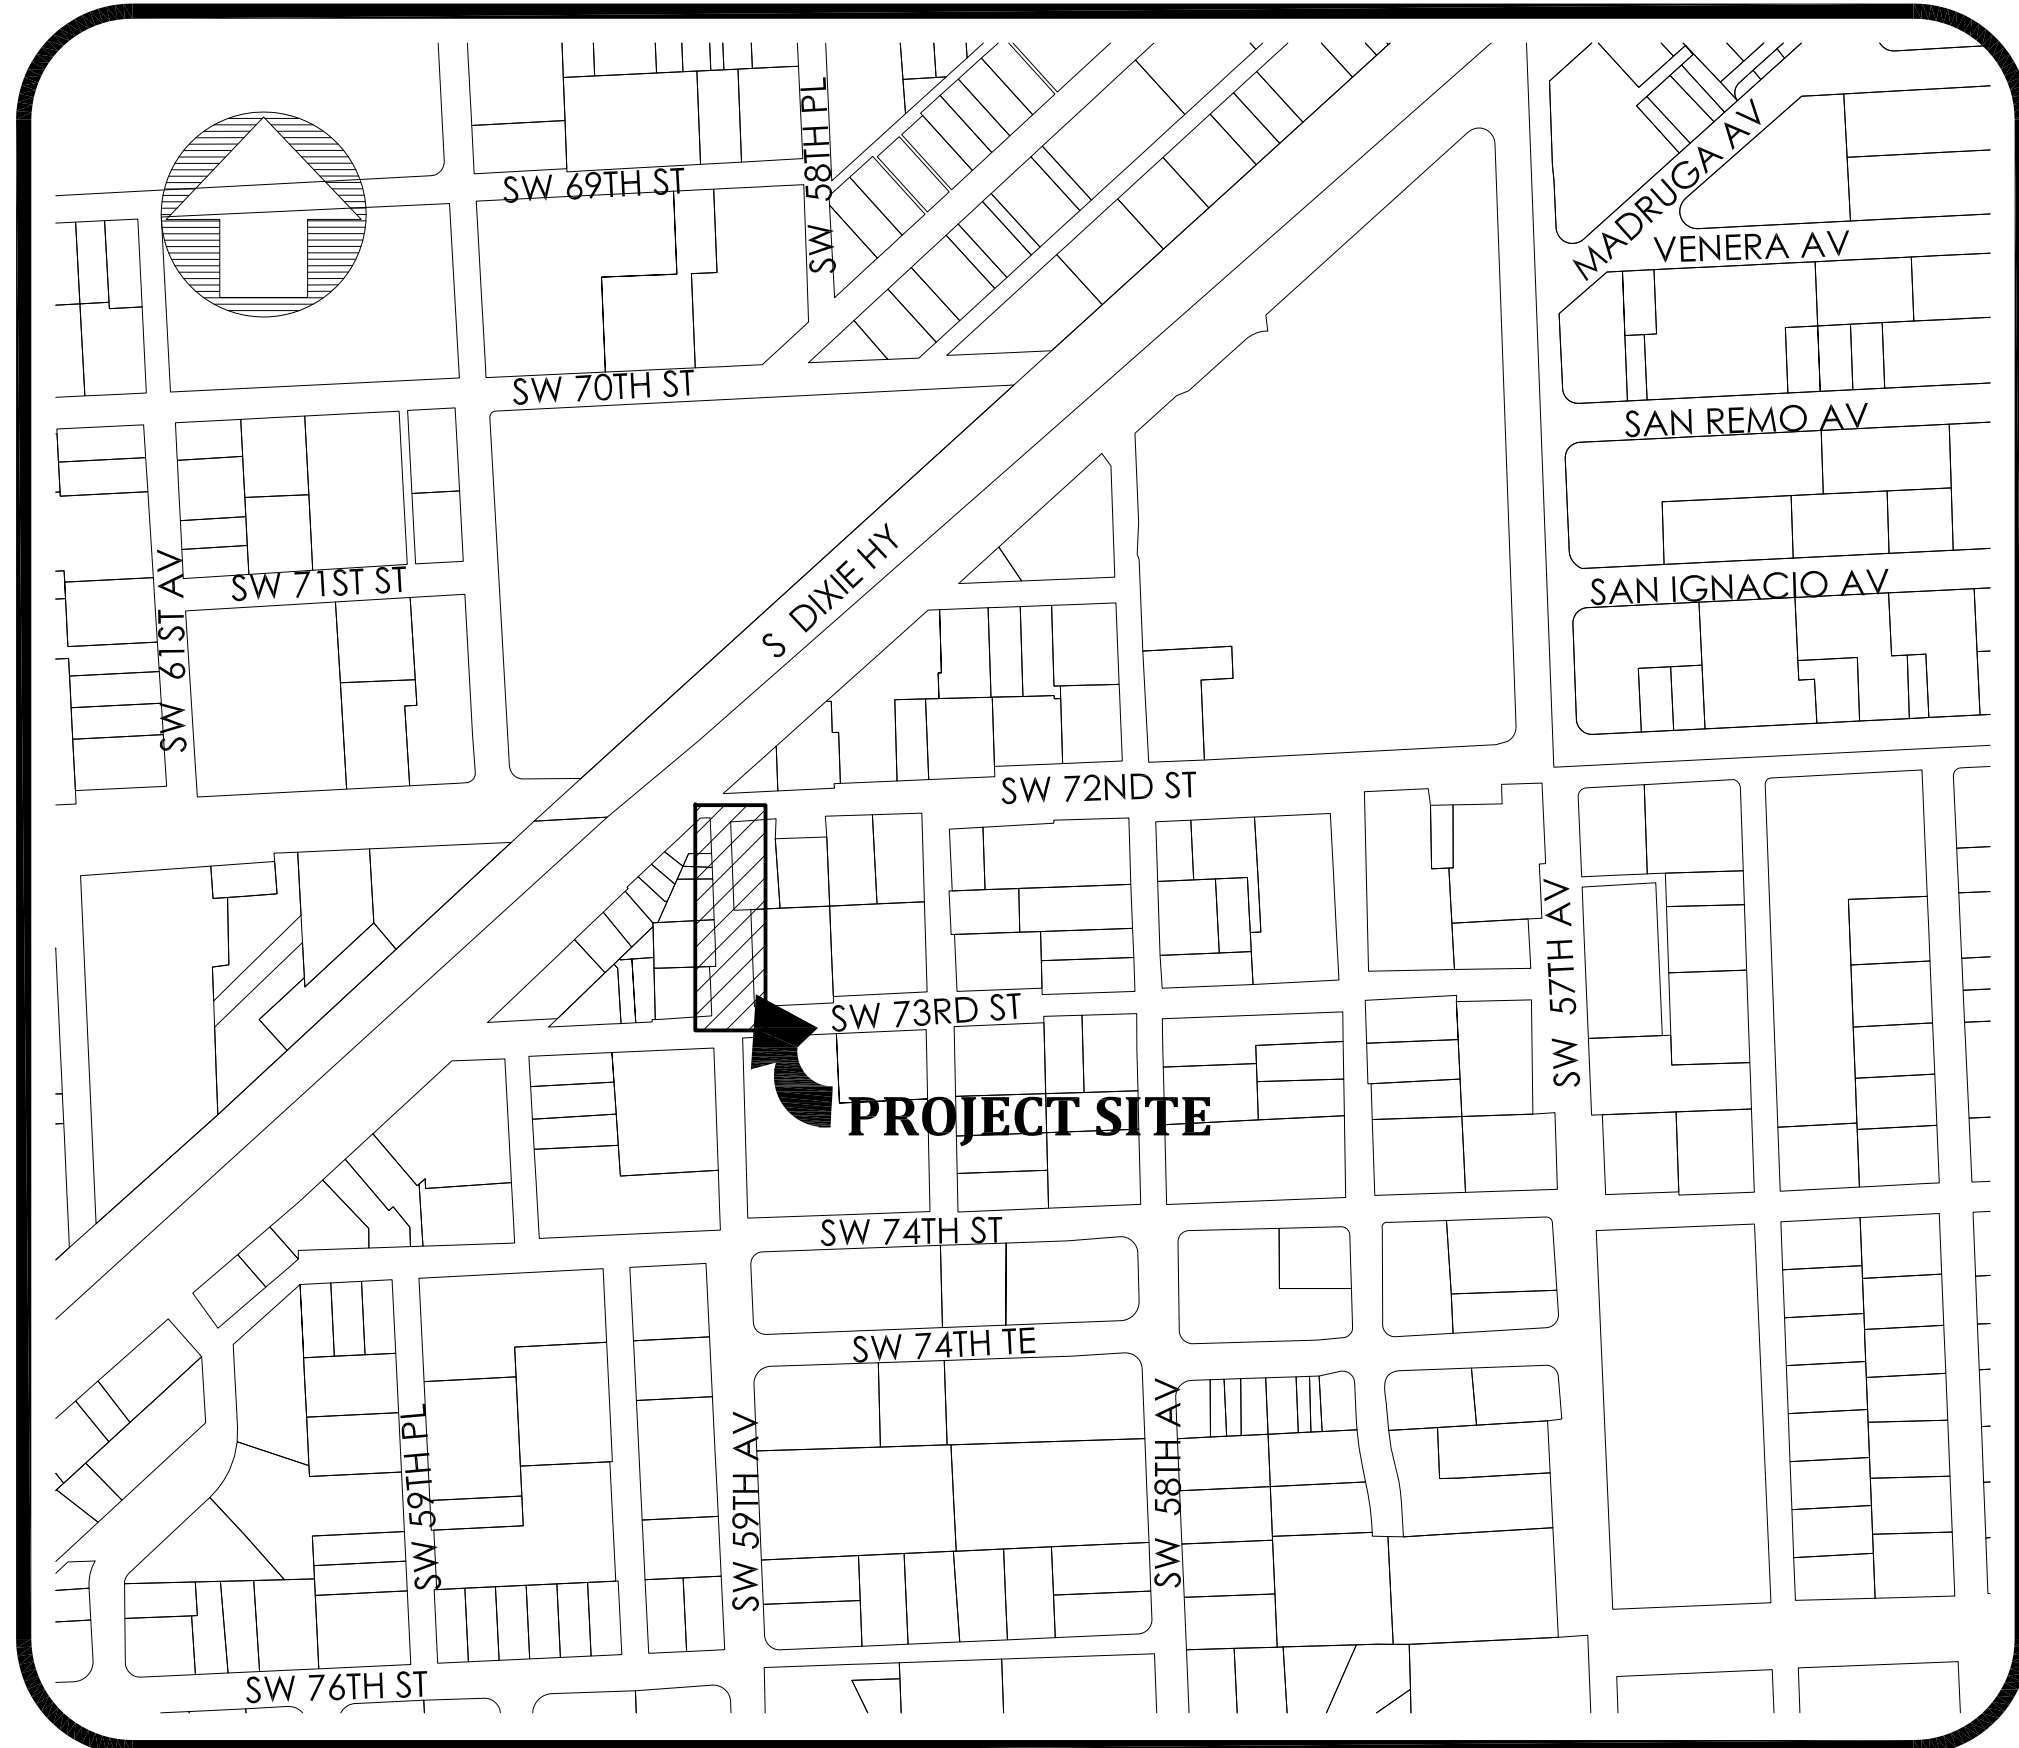 SW 58TH PL
SW 69TH ST
MADRUGA AV
VENERA AV
SW 70TH ST
SAN REMO AV
S DIXIE HY
SW 71ST ST
SW 61ST AV
SAN IGNACIO AV
SW 72ND ST
SW 57TH AV
SW 73RD ST
PROJECT SITE
SW 74TH ST
SW 74TH TE
SW 59TH PL
SW 59TH AV
SW 58TH AV
SW 76TH ST